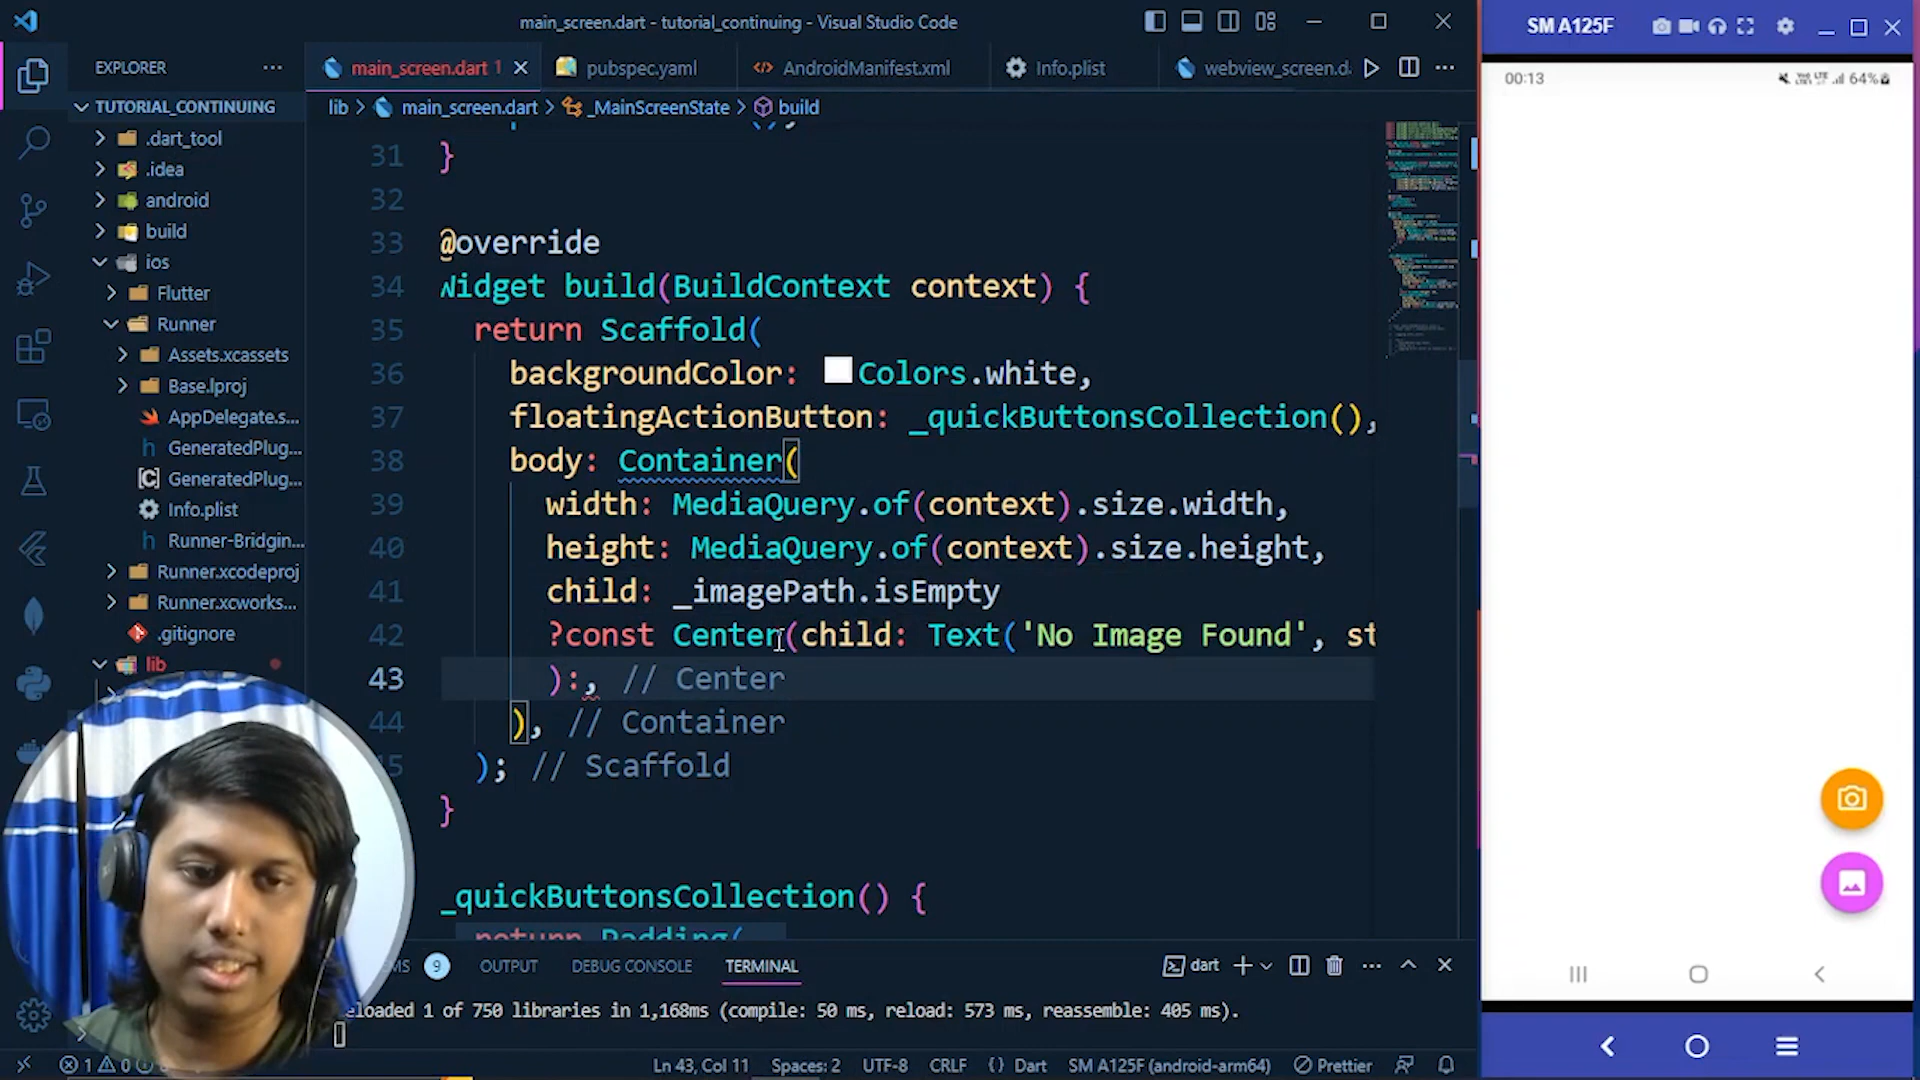 main_screen.dart - tutorial_continuing - Visual Studio Code
SM A125F
EXPLORER
main_screen.dart 1
pubspec.yaml
AndroidManifest.xml
Info.plist
webview_screen.d
00:13
64%
TUTORIAL_CONTINUING
lib > main_screen.dart > _MainScreenState > build
.dart_tool
.idea
android
build
ios
Flutter
Runner
Assets.xcassets
Base.lproj
AppDelegate.s...
GeneratedPlug...
GeneratedPlug...
Info.plist
Runner-Bridgin...
Runner.xcodeproj
Runner.xcworks...
.gitignore
lib
31 }
32
33 @override
34 Widget build(BuildContext context) {
35 return Scaffold(
36 backgroundColor: Colors.white,
37 floatingActionButton: _quickButtonsCollection(),
38 body: Container(
39 width: MediaQuery.of(context).size.width,
40 height: MediaQuery.of(context).size.height,
41 child: _imagePath.isEmpty
42 ?const Center(child: Text('No Image Found', st
43 ):, // Center
44 ), // Container
45 ); // Scaffold
}
_quickButtonsCollection() {
return Padding(
MS 9
OUTPUT
DEBUG CONSOLE
TERMINAL
dart
eloaded 1 of 750 libraries in 1,168ms (compile: 50 ms, reload: 573 ms, reassemble: 405 ms).
1 0
Ln 43, Col 11
Spaces: 2
UTF-8
CRLF
{ } Dart
SM A125F (android-arm64)
Prettier